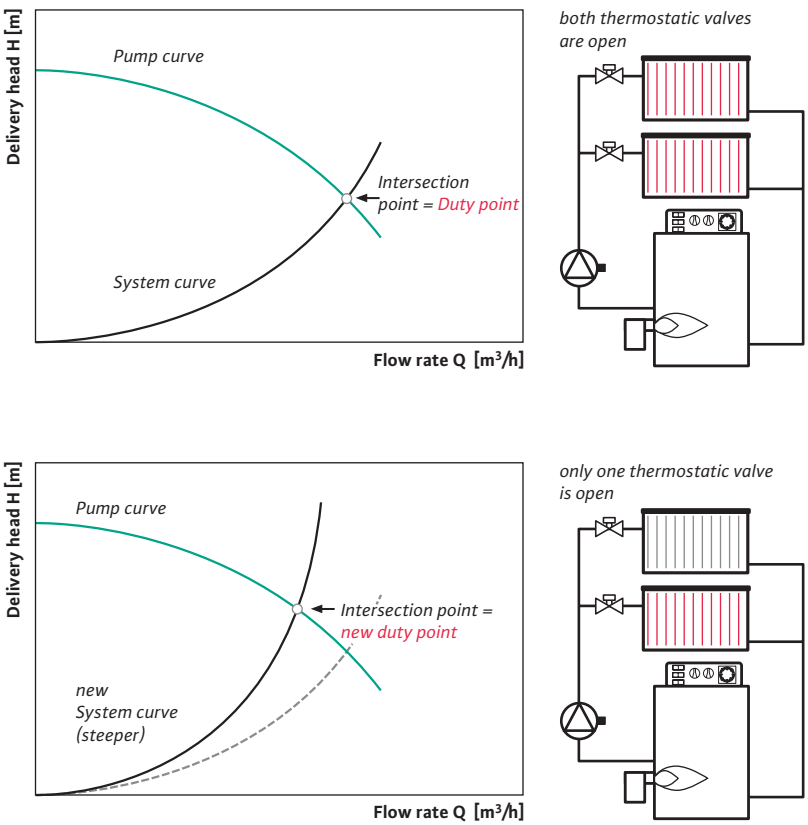 Delivery head H [m]
Pump curve
Intersection
point = Duty point
System curve
Flow rate Q [m³/h]
both thermostatic valves
are open
Delivery head H [m]
Pump curve
Intersection point =
new duty point
new
System curve
(steeper)
Flow rate Q [m³/h]
only one thermostatic valve
is open